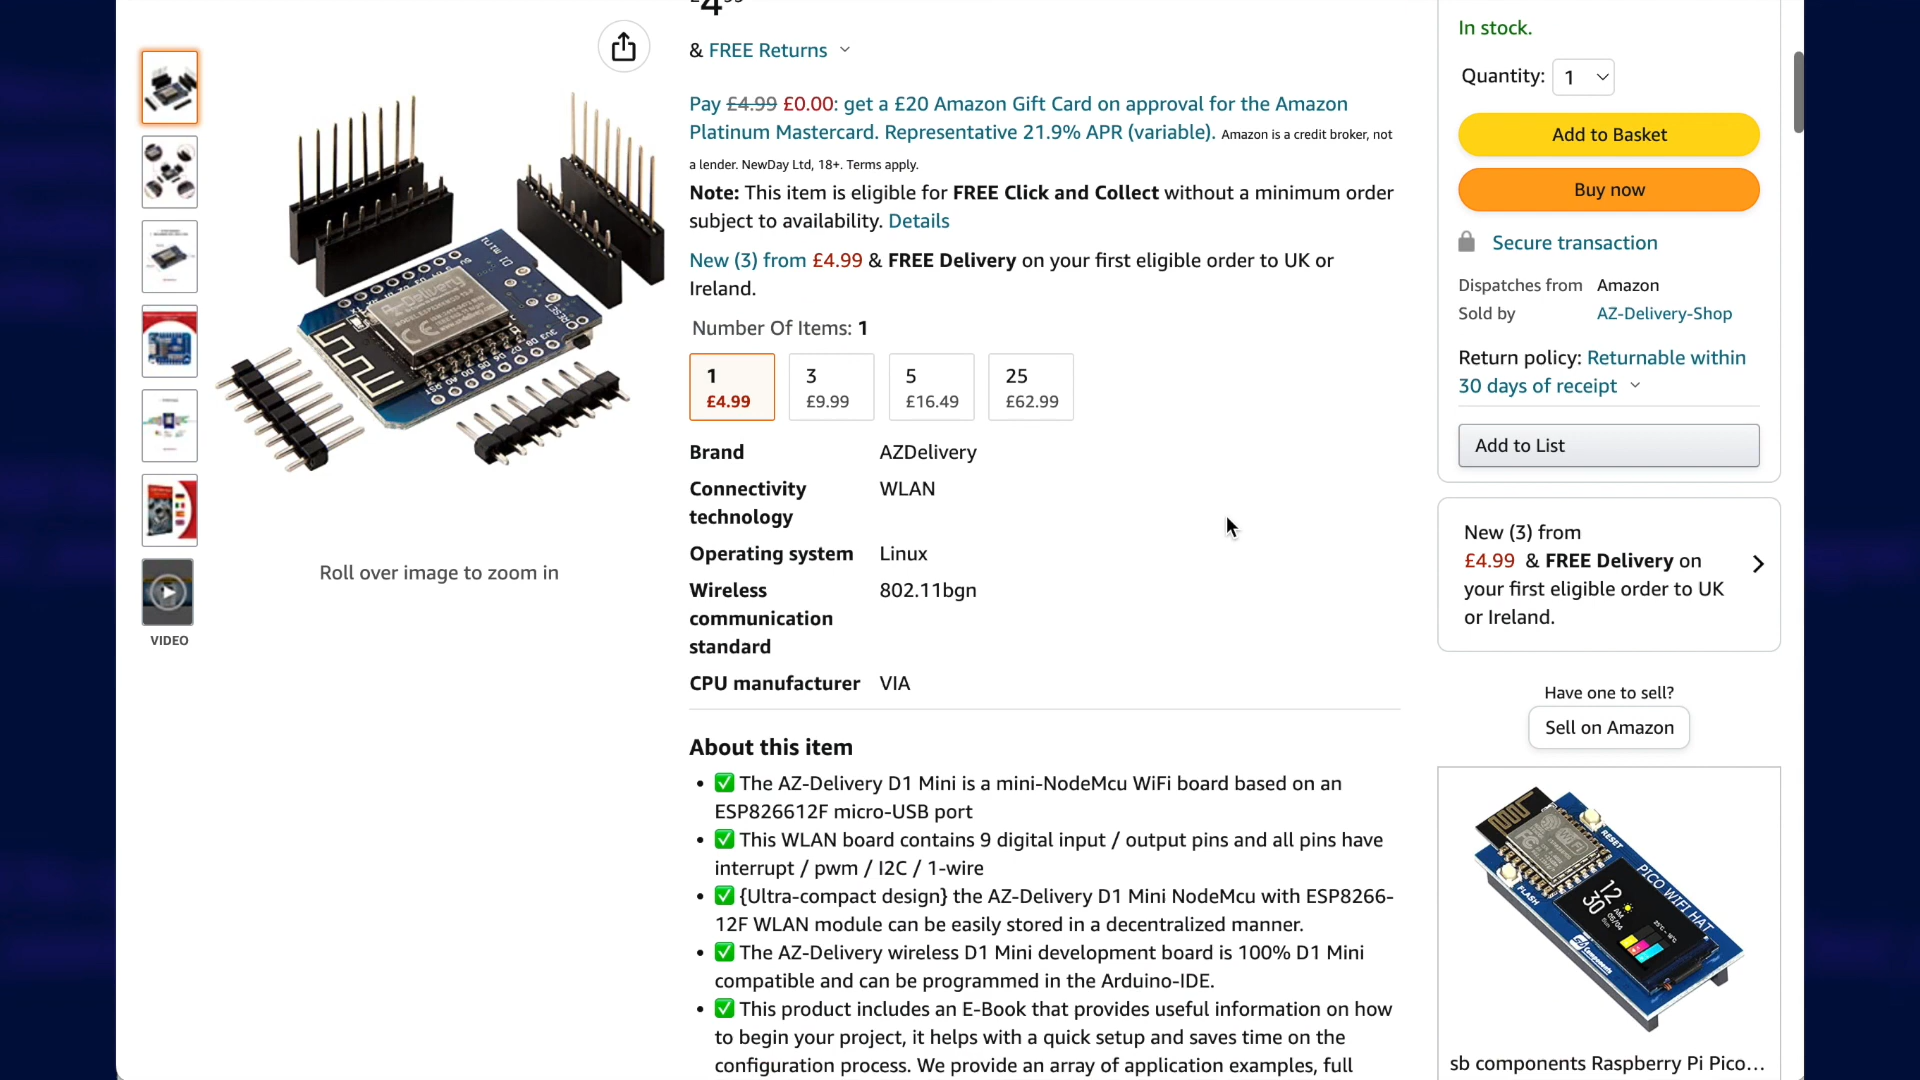 & FREE Returns
Pay £4.99 £0.00: get a £20 Amazon Gift Card on approval for the Amazon
Platinum Mastercard. Representative 21.9% APR (variable). Amazon is a credit broker, not
a lender. NewDay Ltd, 18+. Terms apply.
Note: This item is eligible for FREE Click and Collect without a minimum order
subject to availability. Details
New (3) from £4.99 & FREE Delivery on your first eligible order to UK or
Ireland.
Number Of Items: 1
1 3 5 25
£4.99 £9.99 £16.49 £62.99
Brand AZDelivery
Connectivity WLAN
technology
Operating system Linux
Wireless 802.11bgn
communication
standard
CPU manufacturer VIA
About this item
• ✅ The AZ-Delivery D1 Mini is a mini-NodeMcu WiFi board based on an
ESP826612F micro-USB port
• ✅ This WLAN board contains 9 digital input / output pins and all pins have
interrupt / pwm / I2C / 1-wire
• ✅ {Ultra-compact design} the AZ-Delivery D1 Mini NodeMcu with ESP8266-
12F WLAN module can be easily stored in a decentralized manner.
• ✅ The AZ-Delivery wireless D1 Mini development board is 100% D1 Mini
compatible and can be programmed in the Arduino-IDE.
• ✅ This product includes an E-Book that provides useful information on how
to begin your project, it helps with a quick setup and saves time on the
configuration process. We provide an array of application examples, full
VIDEO
Roll over image to zoom in
In stock.
Quantity: 1
Add to Basket
Buy now
Secure transaction
Dispatches from Amazon
Sold by AZ-Delivery-Shop
Return policy: Returnable within
30 days of receipt
Add to List
New (3) from
£4.99 & FREE Delivery on
your first eligible order to UK
or Ireland.
Have one to sell?
Sell on Amazon
RESET
FLASH
PICO WIFI HAT
12
30
sb components Raspberry Pi Pico...